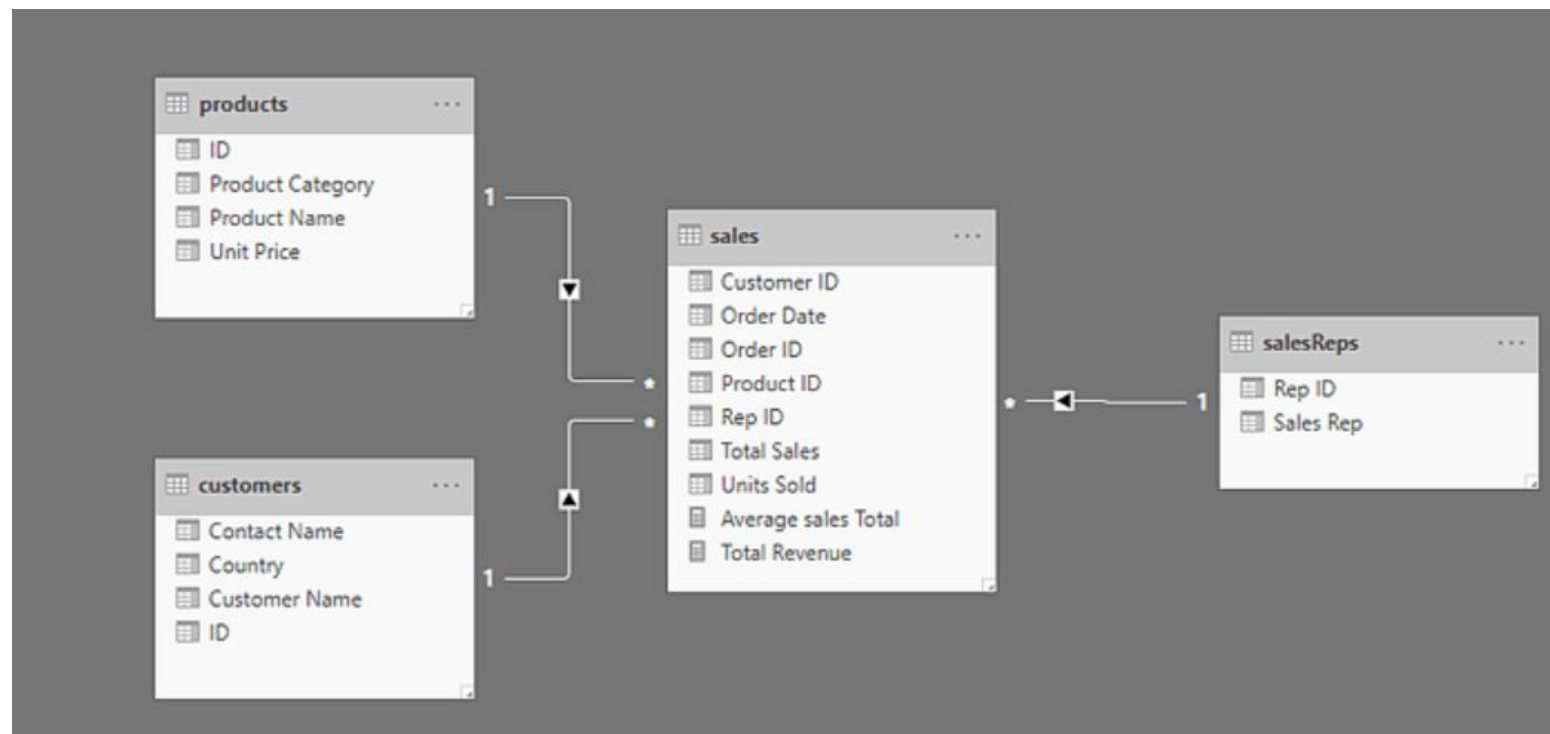 products
ID
Product Category
Product Name
Unit Price
1
*
customers
Contact Name
Country
Customer Name
ID
1
*
sales
Customer ID
Order Date
Order ID
Product ID
Rep ID
Total Sales
Units Sold
Average sales Total
Total Revenue
*
1
salesReps
Rep ID
Sales Rep